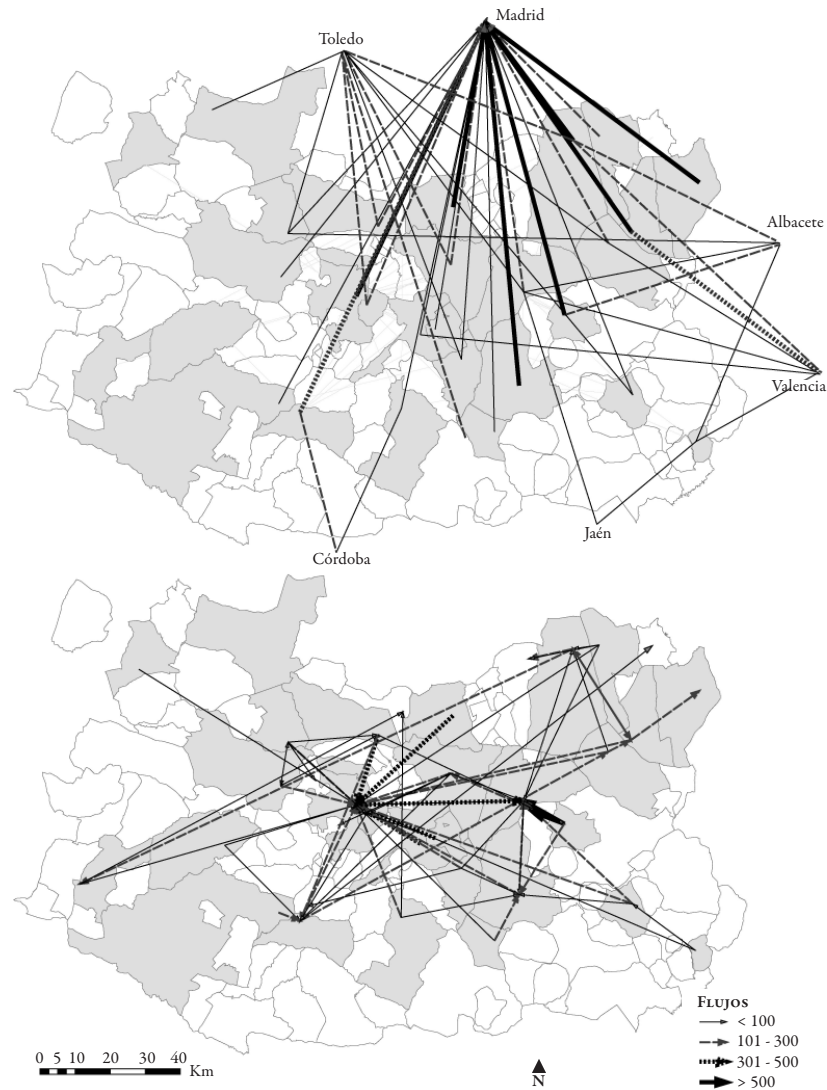 Madrid
Toledo
Albacete
Valencia
Jaén
Córdoba
FLUJOS
< 100
101 - 300
301 - 500
> 500
0 5 10 20 30 40
Km
N